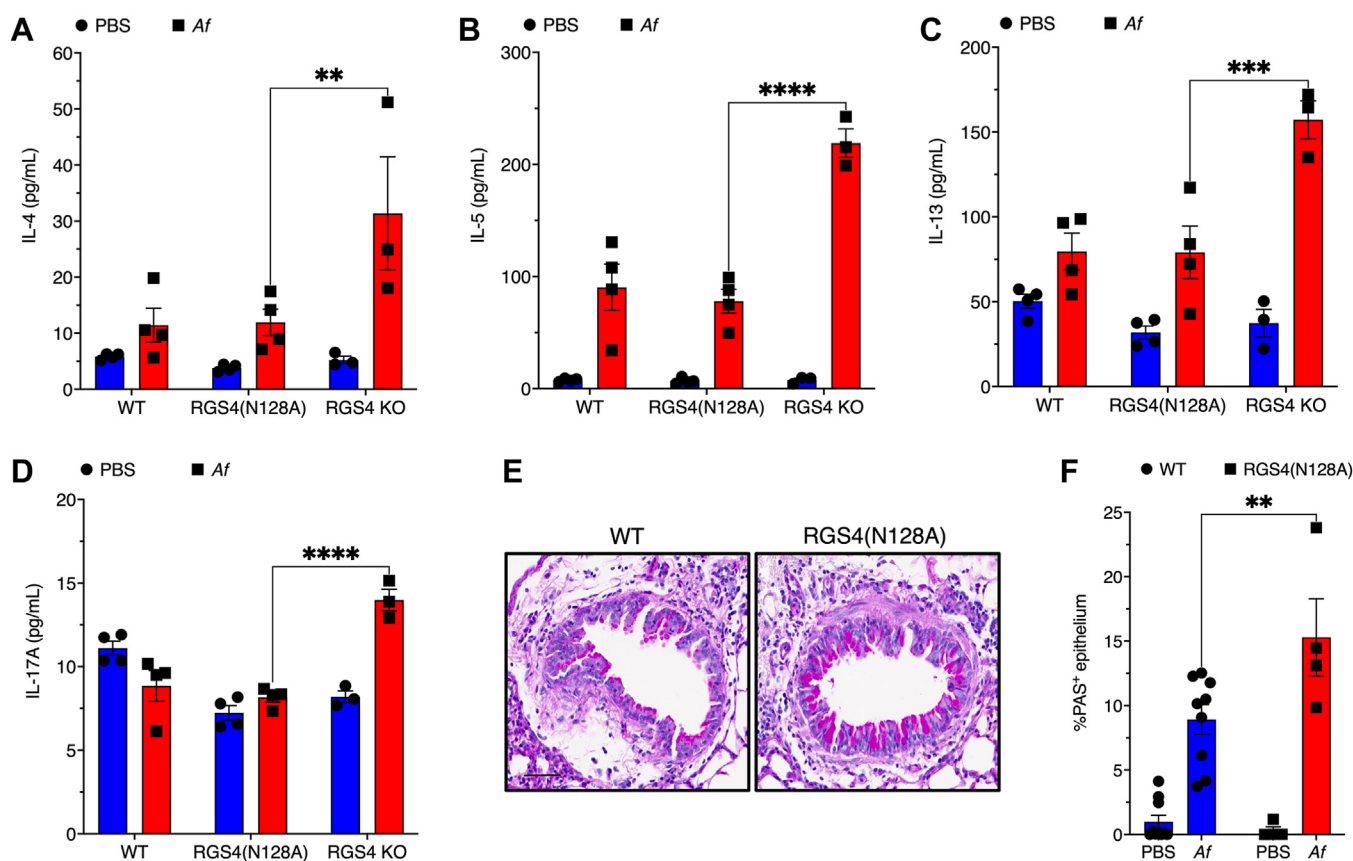 A
PBS Af
60
50
40
30
20
10
0
IL-4 (pg/mL)
**
WT RGS4(N128A) RGS4 KO
B
PBS Af
300
200
100
0
IL-5 (pg/mL)
****
WT RGS4(N128A) RGS4 KO
C
PBS Af
200
150
100
50
0
IL-13 (pg/mL)
***
WT RGS4(N128A) RGS4 KO
D
PBS Af
20
15
10
5
0
IL-17A (pg/mL)
****
WT RGS4(N128A) RGS4 KO
E
WT RGS4(N128A)
F
WT RGS4(N128A)
25
20
15
10
5
0
%PAS+ epithelium
**
PBS Af PBS Af